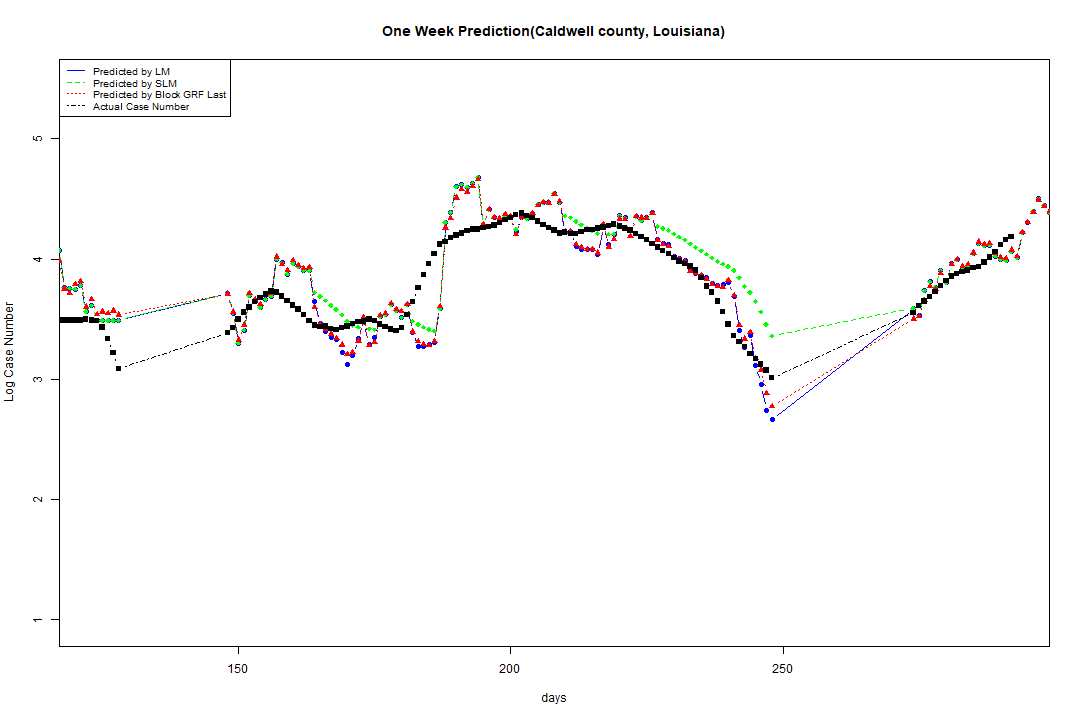 One Week Prediction(Caldwell county, Louisiana)
Predicted by LM
Predicted by SLM
Predicted by Block GRF Last
Actual Case Number
5
4
3
2
1
Log Case Number
150
200
250
days